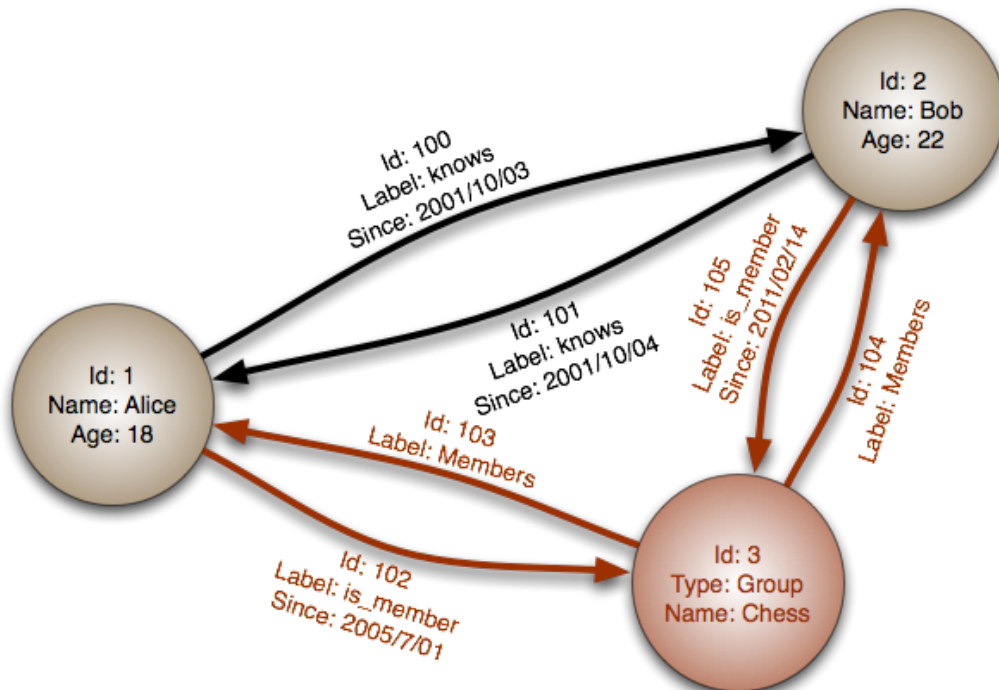 Id: 2
Name: Bob
Age: 22
Id: 100
Label: knows
Since: 2001/10/03
Id: 101
Label: knows
Since: 2001/10/04
Id: 105
Label: is_member
Since: 2011/02/14
Id: 104
Label: Members
Id: 1
Name: Alice
Age: 18
Id: 103
Label: Members
Id: 102
Label: is_member
Since: 2005/7/01
Id: 3
Type: Group
Name: Chess